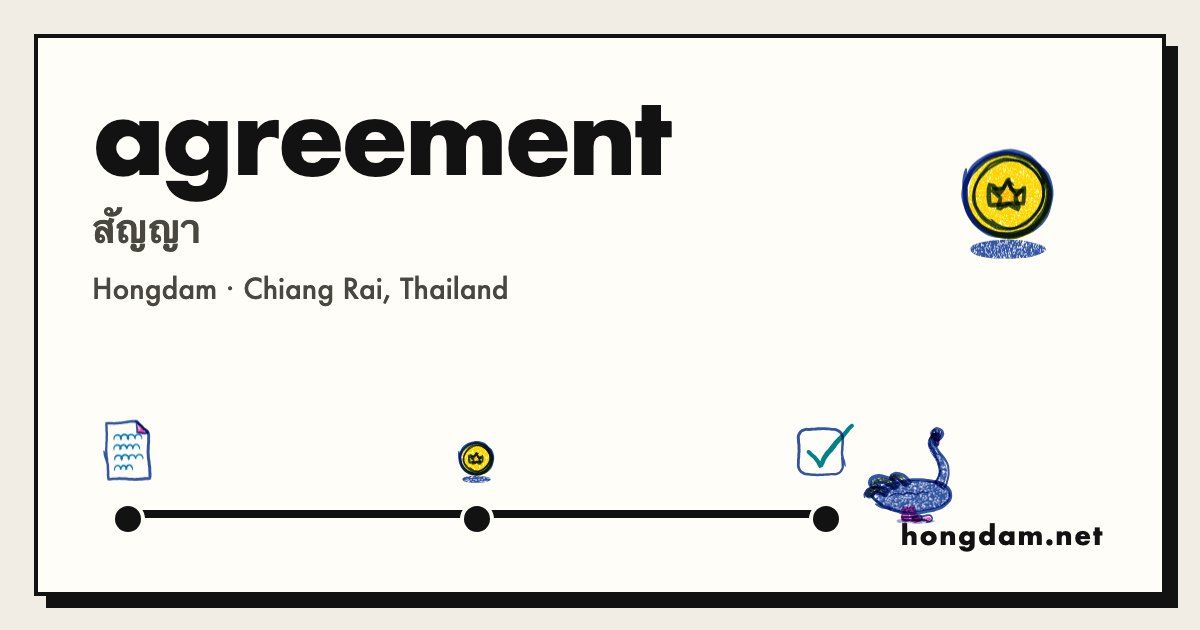 agreement
สัญญา
Hongdam · Chiang Rai, Thailand
hongdam.net